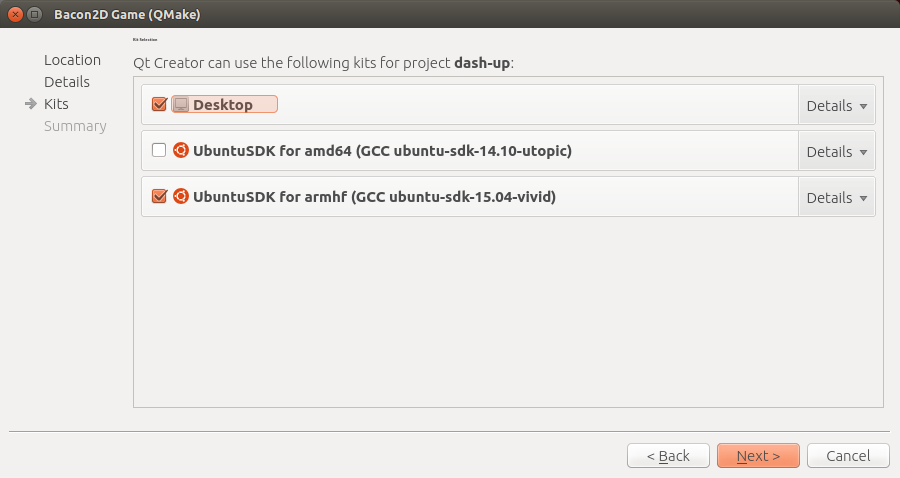 Bacon2D Game (QMake)
Location
Details
Kits
Summary
Kit Selection
Qt Creator can use the following kits for project dash-up:
Desktop
Details
UbuntuSDK for amd64 (GCC ubuntu-sdk-14.10-utopic)
Details
UbuntuSDK for armhf (GCC ubuntu-sdk-15.04-vivid)
Details
< Back
Next >
Cancel